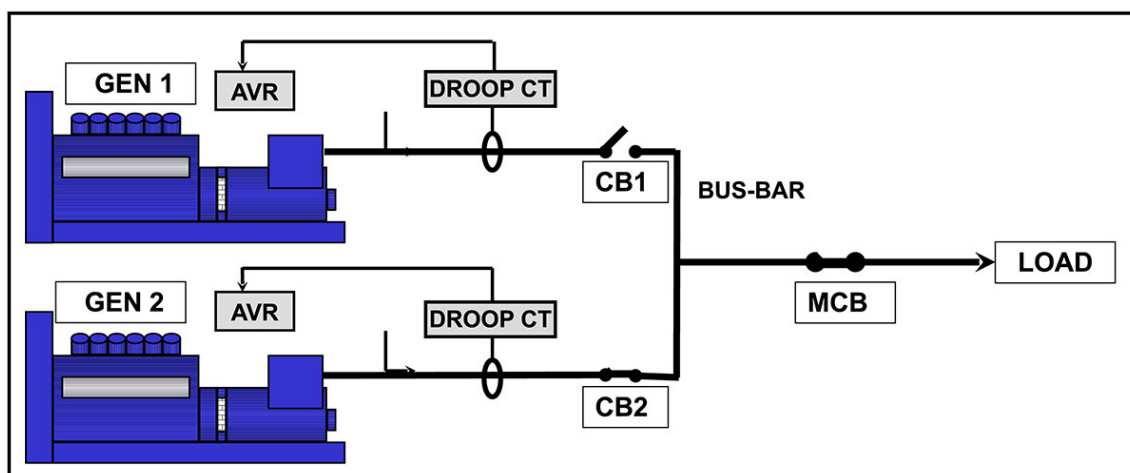 GEN 1
AVR
DROOP CT
CB1
BUS-BAR
LOAD
MCB
GEN 2
AVR
DROOP CT
CB2